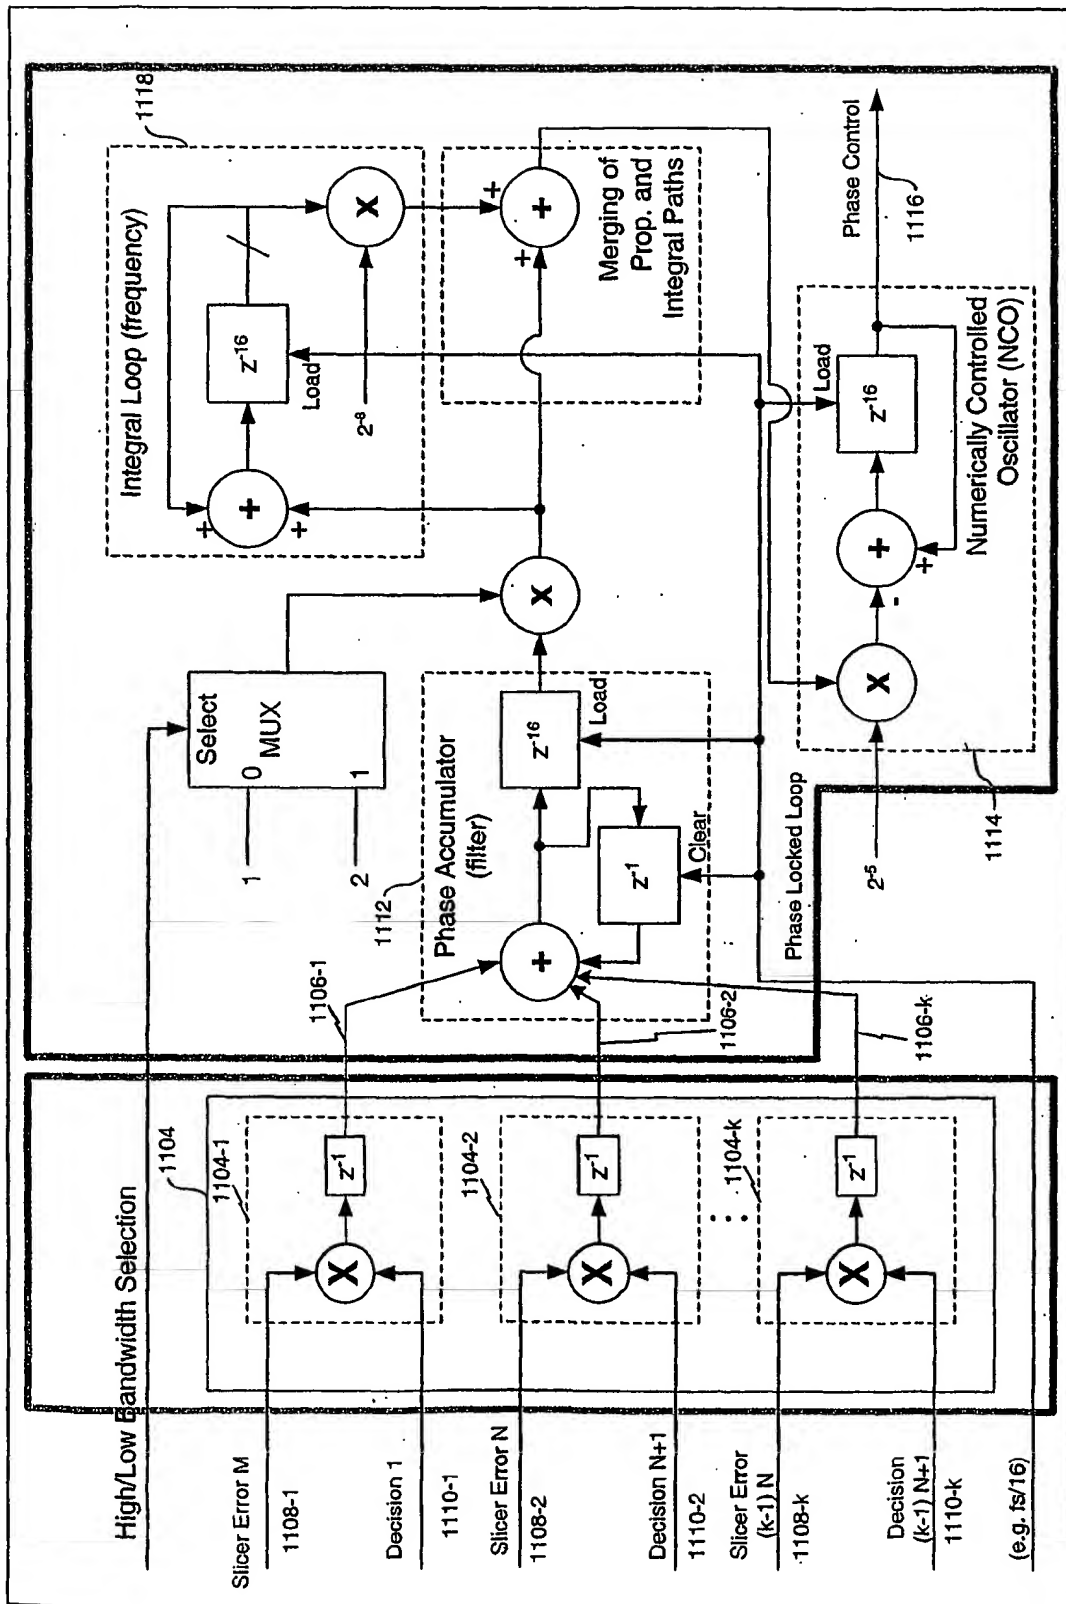 High/Low Bandwidth Selection
Slicer Error M
1108-1
Decision 1
1110-1
Slicer Error N
1108-2
Decision N+1
1110-2
Slicer Error
(k-1) N
1108-k
Decision
(k-1) N+1
1110-k
(e.g. fs/16)
1104
1104-1
X
z-1
1104-2
X
z-1
1104-k
X
z-1
1106-1
1106-2
1106-k
1112
Phase Accumulator
(filter)
+
z-1
Clear
z-16
Load
1
2
0
1
Select
MUX
X
1118
Integral Loop (frequency)
+
+
+
z-16
Load
2-8
X
+
+
+
Merging of
Prop. and
Integral Paths
Phase Locked Loop
2-5
1114
X
-
+
+
z-16
Load
Numerically Controlled
Oscillator (NCO)
Phase Control
1116